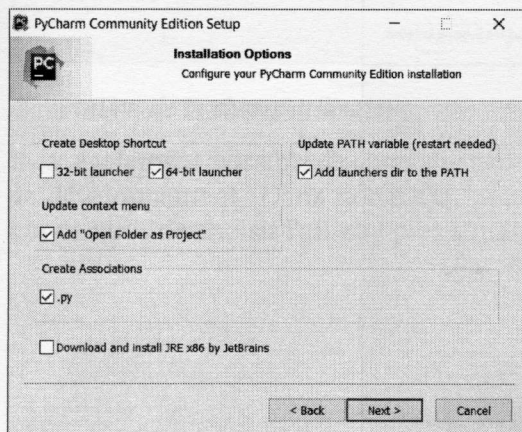 PyCharm Community Edition Setup
PC
Installation Options
Configure your PyCharm Community Edition installation
Create Desktop Shortcut
32-bit launcher
64-bit launcher
Update PATH variable (restart needed)
Add launchers dir to the PATH
Update context menu
Add "Open Folder as Project"
Create Associations
.py
Download and install JRE x86 by JetBrains
< Back
Next >
Cancel